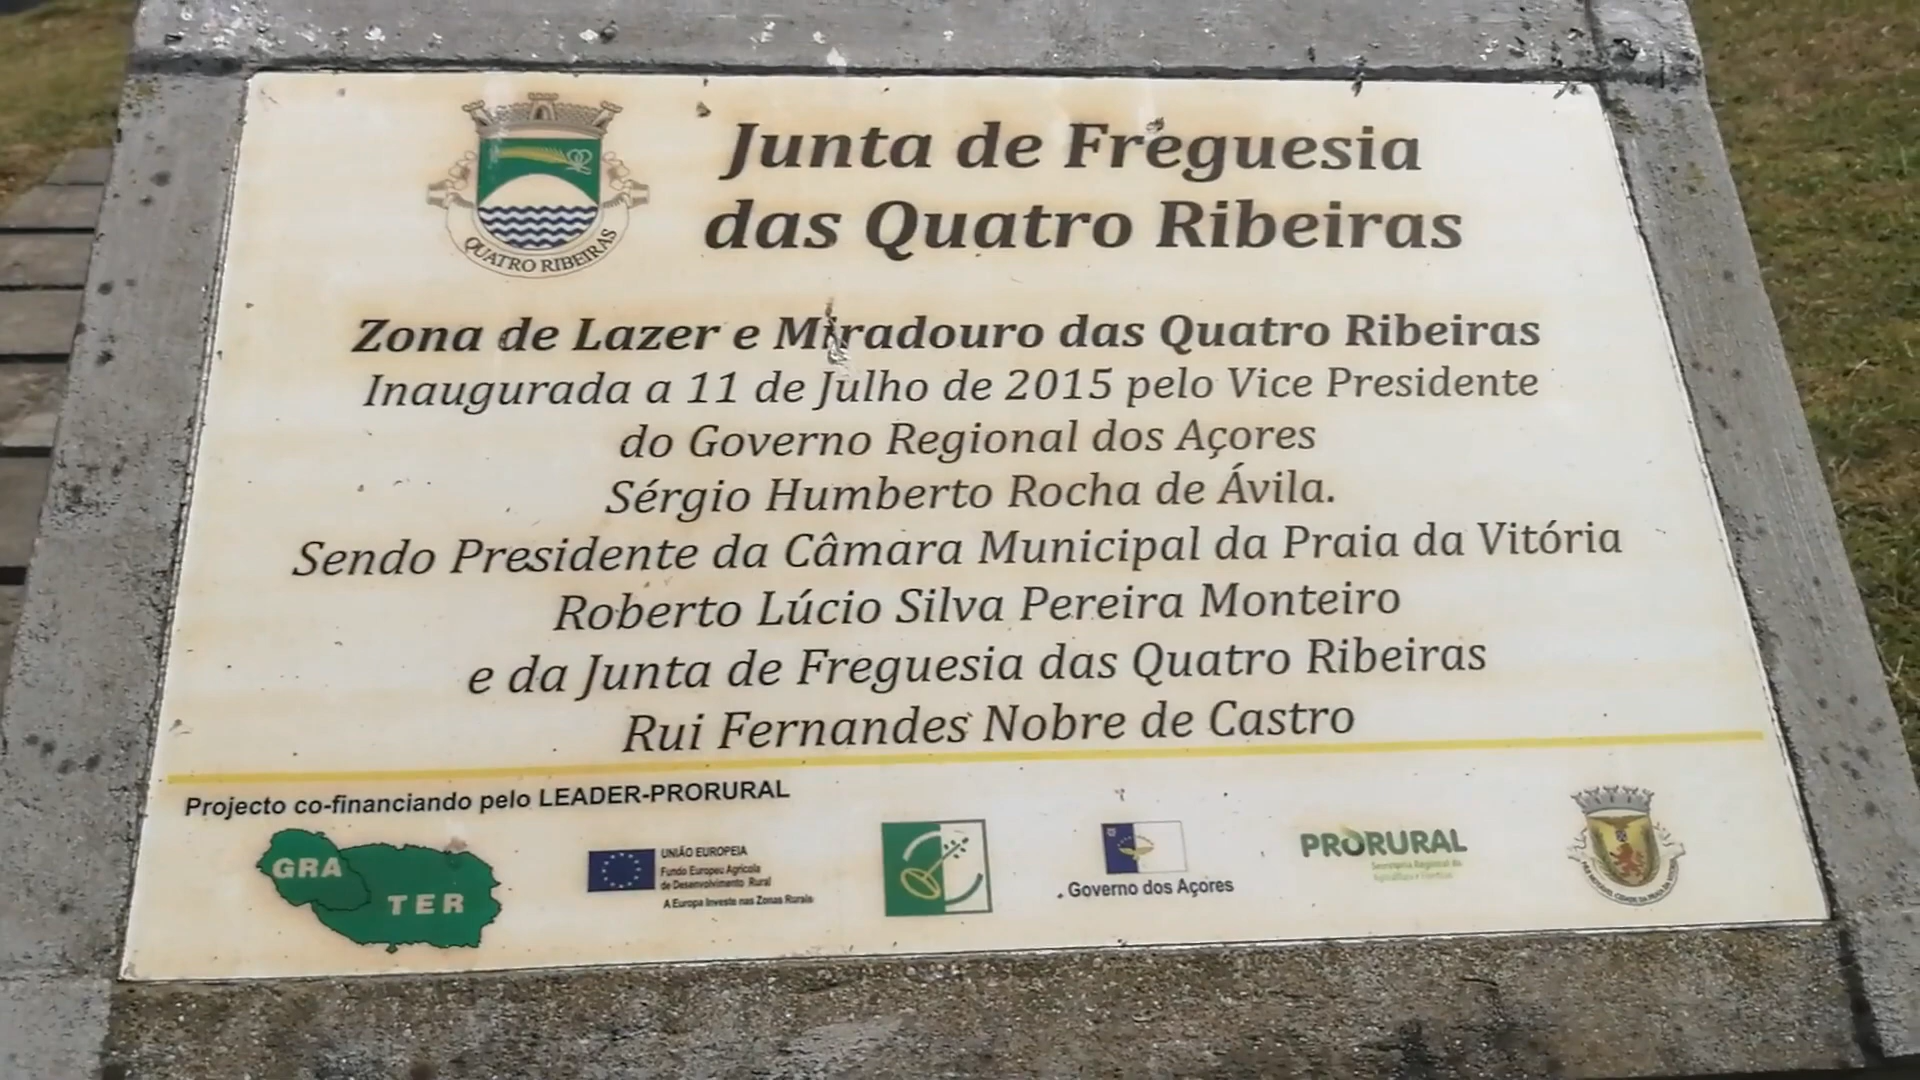 Junta de Freguesia
das Quatro Ribeiras
QUATRO RIBEIRAS
Zona de Lazer e Miradouro das Quatro Ribeiras
Inaugurada a 11 de Julho de 2015 pelo Vice Presidente
do Governo Regional dos Açores
Sérgio Humberto Rocha de Ávila.
Sendo Presidente da Câmara Municipal da Praia da Vitória
Roberto Lúcio Silva Pereira Monteiro
e da Junta de Freguesia das Quatro Ribeiras
Rui Fernandes Nobre de Castro
Projecto co-financiando pelo LEADER-PRORURAL
GRA
TER
UNIÃO EUROPEIA
Fundo Europeu Agrícola
de Desenvolvimento Rural
A Europa Investe nas Zonas Rurais
Governo dos Açores
PRORURAL
Secretaria Regional da